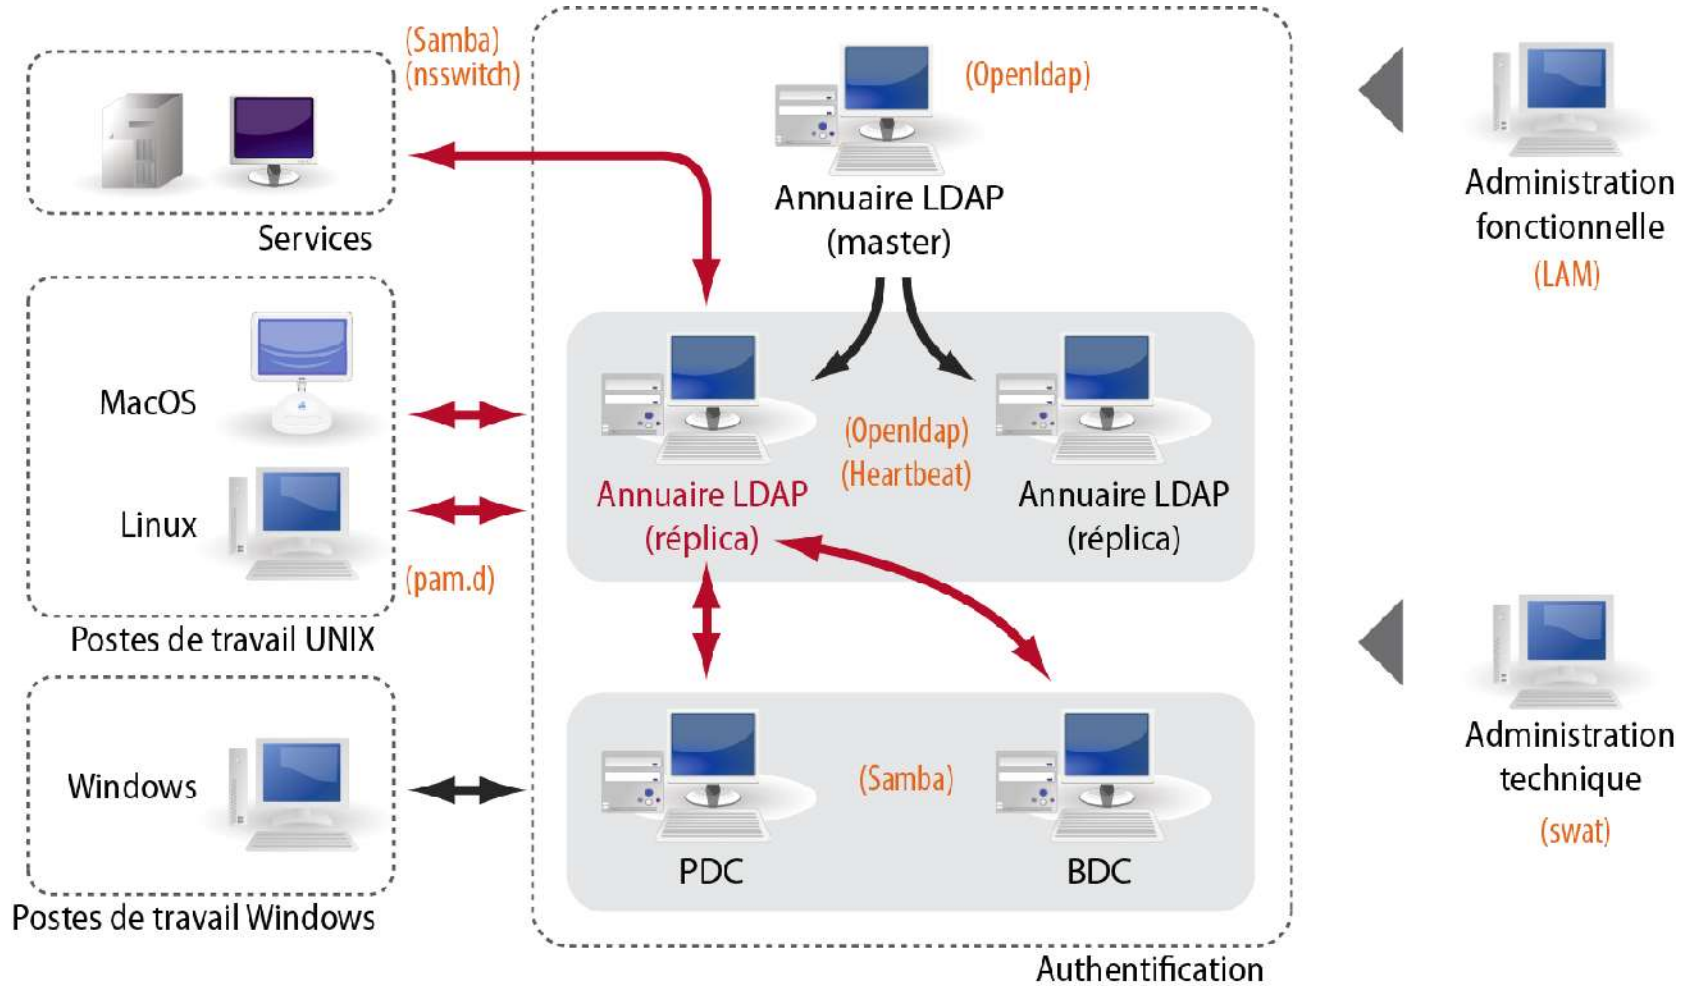 (Samba)
(nsswitch)
Services
MacOS
Linux
(pam.d)
Postes de travail UNIX
Windows
Postes de travail Windows
(Openldap)
Annuaire LDAP
(master)
(Openldap)
(Heartbeat)
Annuaire LDAP
(réplica)
Annuaire LDAP
(réplica)
(Samba)
PDC
BDC
Authentification
Administration
fonctionnelle
(LAM)
Administration
technique
(swat)